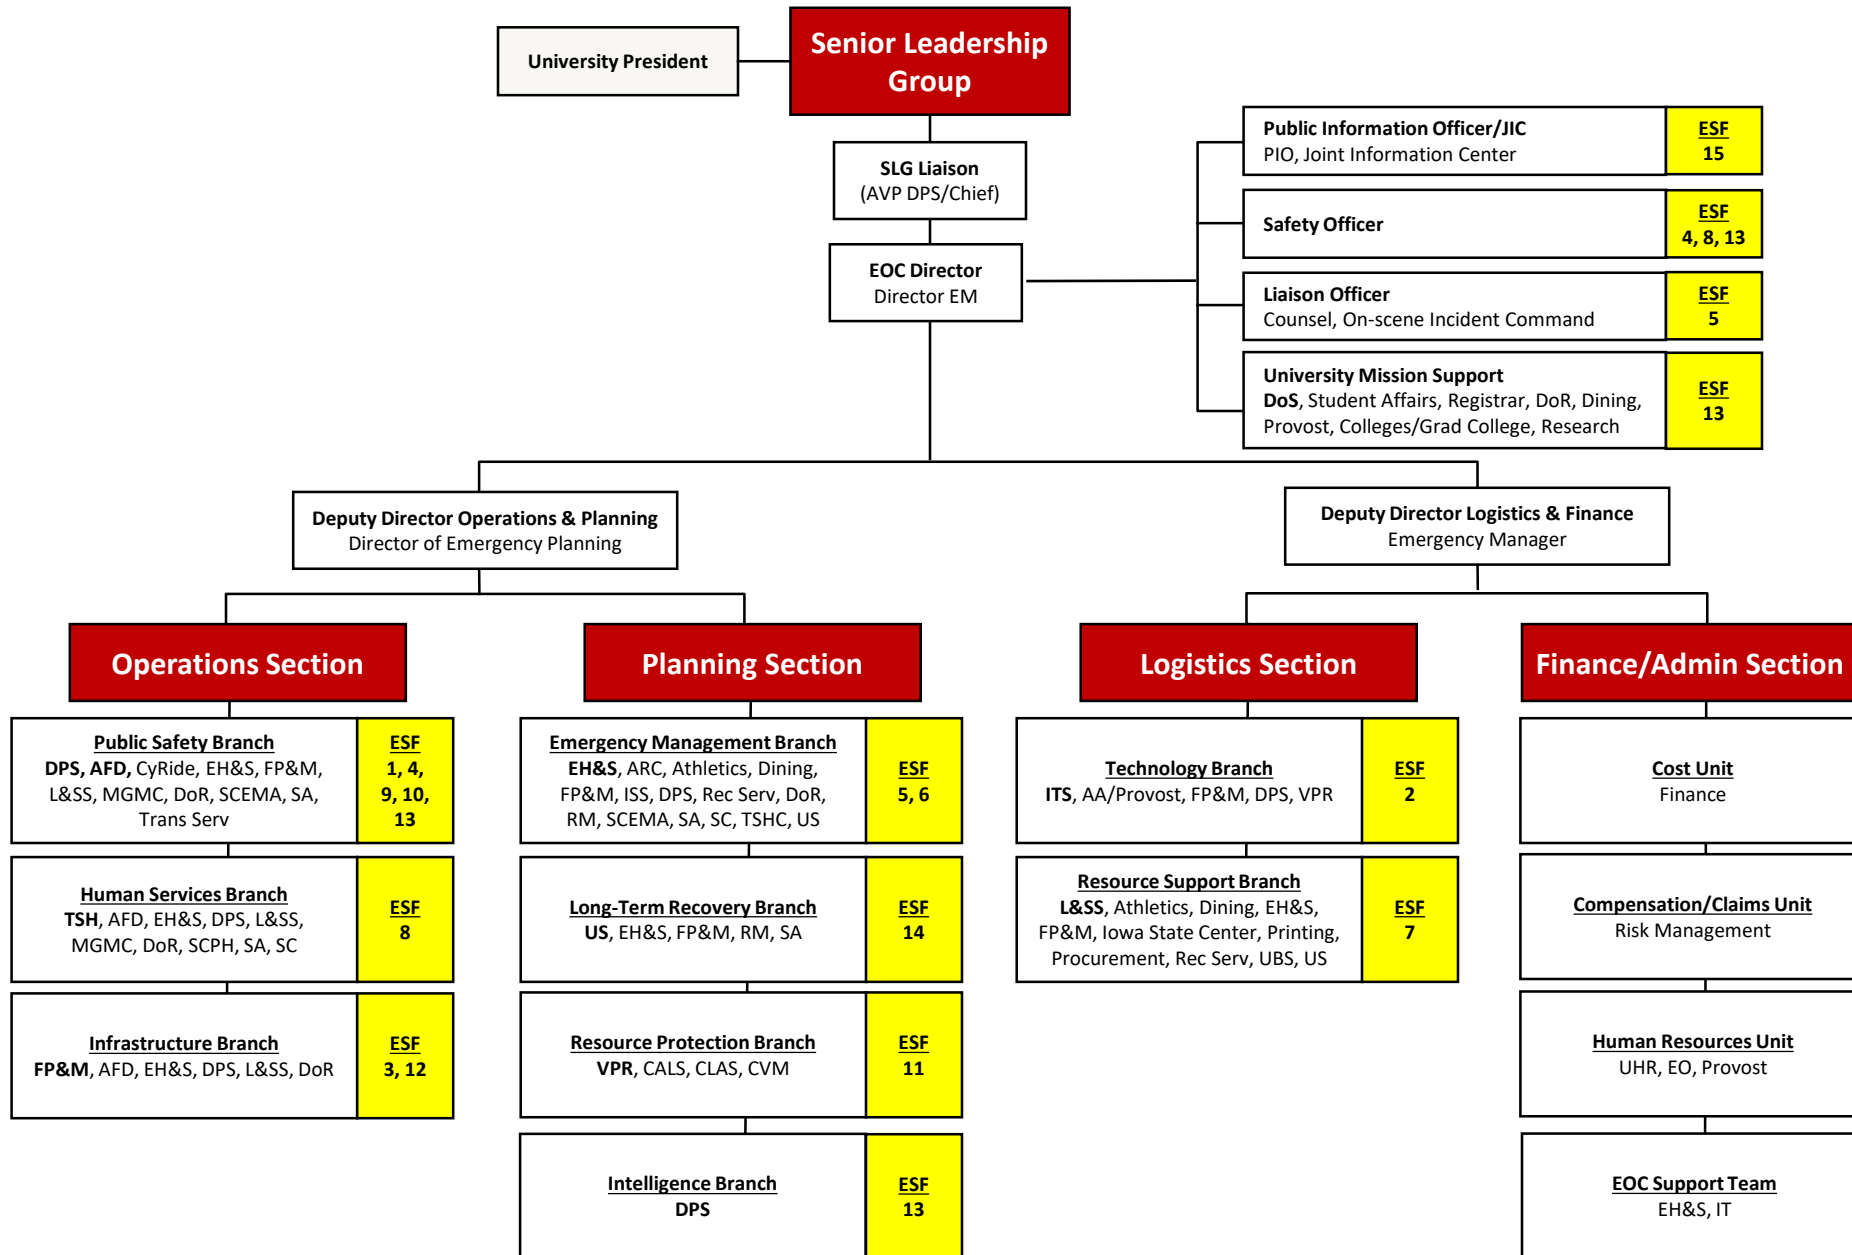 University President
Senior Leadership
Group
SLG Liaison
(AVP DPS/Chief)
EOC Director
Director EM
Public Information Officer/JIC
PIO, Joint Information Center
ESF
15
Safety Officer
ESF
4, 8, 13
Liaison Officer
Counsel, On-scene Incident Command
ESF
5
University Mission Support
DoS, Student Affairs, Registrar, DoR, Dining,
Provost, Colleges/Grad College, Research
ESF
13
Deputy Director Operations & Planning
Director of Emergency Planning
Deputy Director Logistics & Finance
Emergency Manager
Operations Section
Public Safety Branch
DPS, AFD, CyRide, EH&S, FP&M,
L&SS, MGMC, DoR, SCEMA, SA,
Trans Serv
ESF
1, 4,
9, 10,
13
Human Services Branch
TSH, AFD, EH&S, DPS, L&SS,
MGMC, DoR, SCPH, SA, SC
ESF
8
Infrastructure Branch
FP&M, AFD, EH&S, DPS, L&SS, DoR
ESF
3, 12
Planning Section
Emergency Management Branch
EH&S, ARC, Athletics, Dining,
FP&M, ISS, DPS, Rec Serv, DoR,
RM, SCEMA, SA, SC, TSHC, US
ESF
5, 6
Long-Term Recovery Branch
US, EH&S, FP&M, RM, SA
ESF
14
Resource Protection Branch
VPR, CALS, CLAS, CVM
ESF
11
Intelligence Branch
DPS
ESF
13
Logistics Section
Technology Branch
ITS, AA/Provost, FP&M, DPS, VPR
ESF
2
Resource Support Branch
L&SS, Athletics, Dining, EH&S,
FP&M, Iowa State Center, Printing,
Procurement, Rec Serv, UBS, US
ESF
7
Finance/Admin Section
Cost Unit
Finance
Compensation/Claims Unit
Risk Management
Human Resources Unit
UHR, EO, Provost
EOC Support Team
EH&S, IT